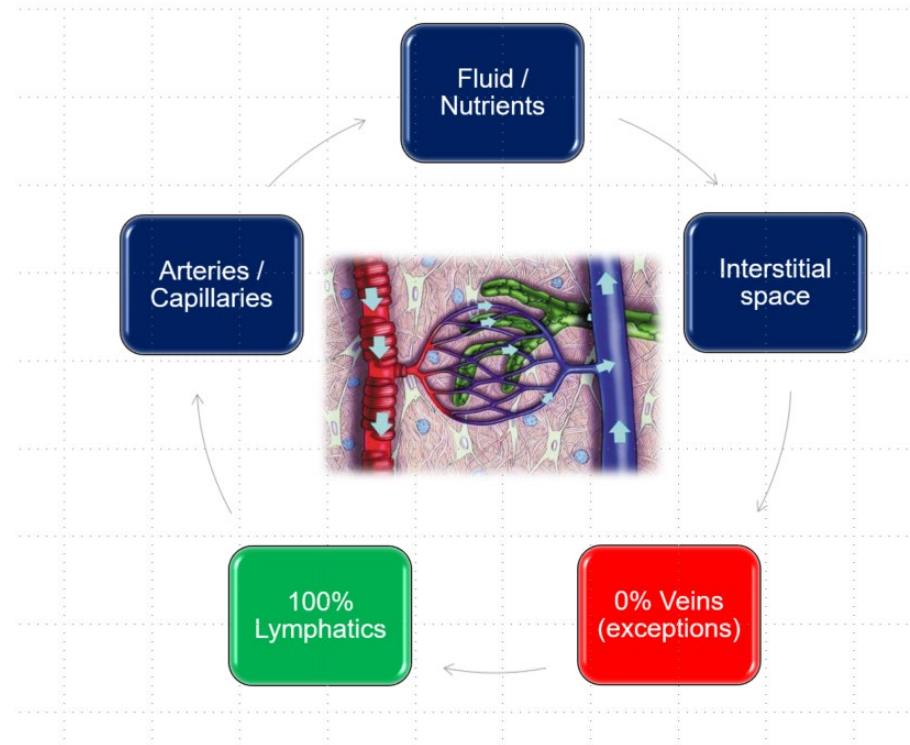 Fluid /
Nutrients
Arteries /
Capillaries
Interstitial
space
100%
Lymphatics
0% Veins
(exceptions)